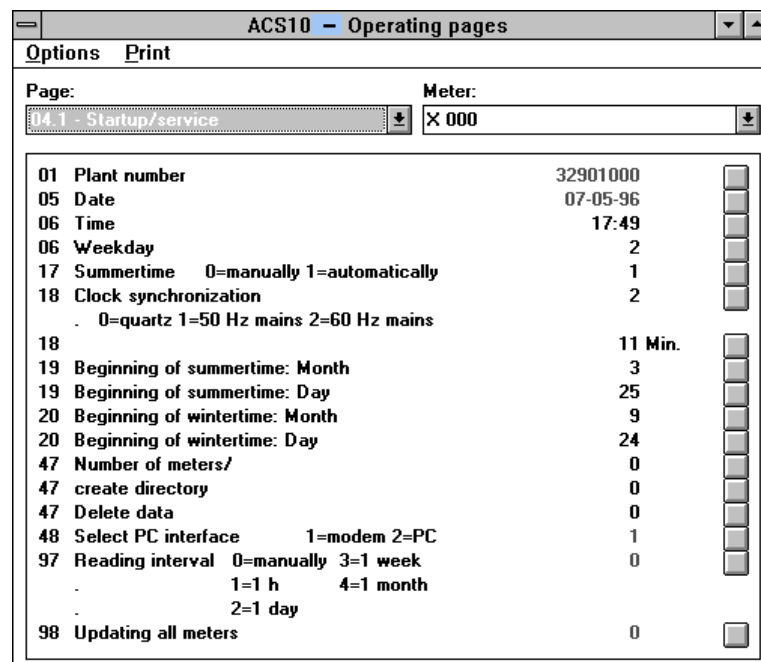 ACS10 – Operating pages
Options Print
Page: Meter:
04.1 - Startup/service X 000
01 Plant number 32901000
05 Date 07-05-96
06 Time 17:49
06 Weekday 2
17 Summertime 0=manually 1=automatically 1
18 Clock synchronization 2
. 0=quartz 1=50 Hz mains 2=60 Hz mains
18 11 Min.
19 Beginning of summertime: Month 3
19 Beginning of summertime: Day 25
20 Beginning of wintertime: Month 9
20 Beginning of wintertime: Day 24
47 Number of meters/ 0
47 create directory 0
47 Delete data 0
48 Select PC interface 1=modem 2=PC 1
97 Reading interval 0=manually 3=1 week 0
. 1=1 h 4=1 month
. 2=1 day
98 Updating all meters 0